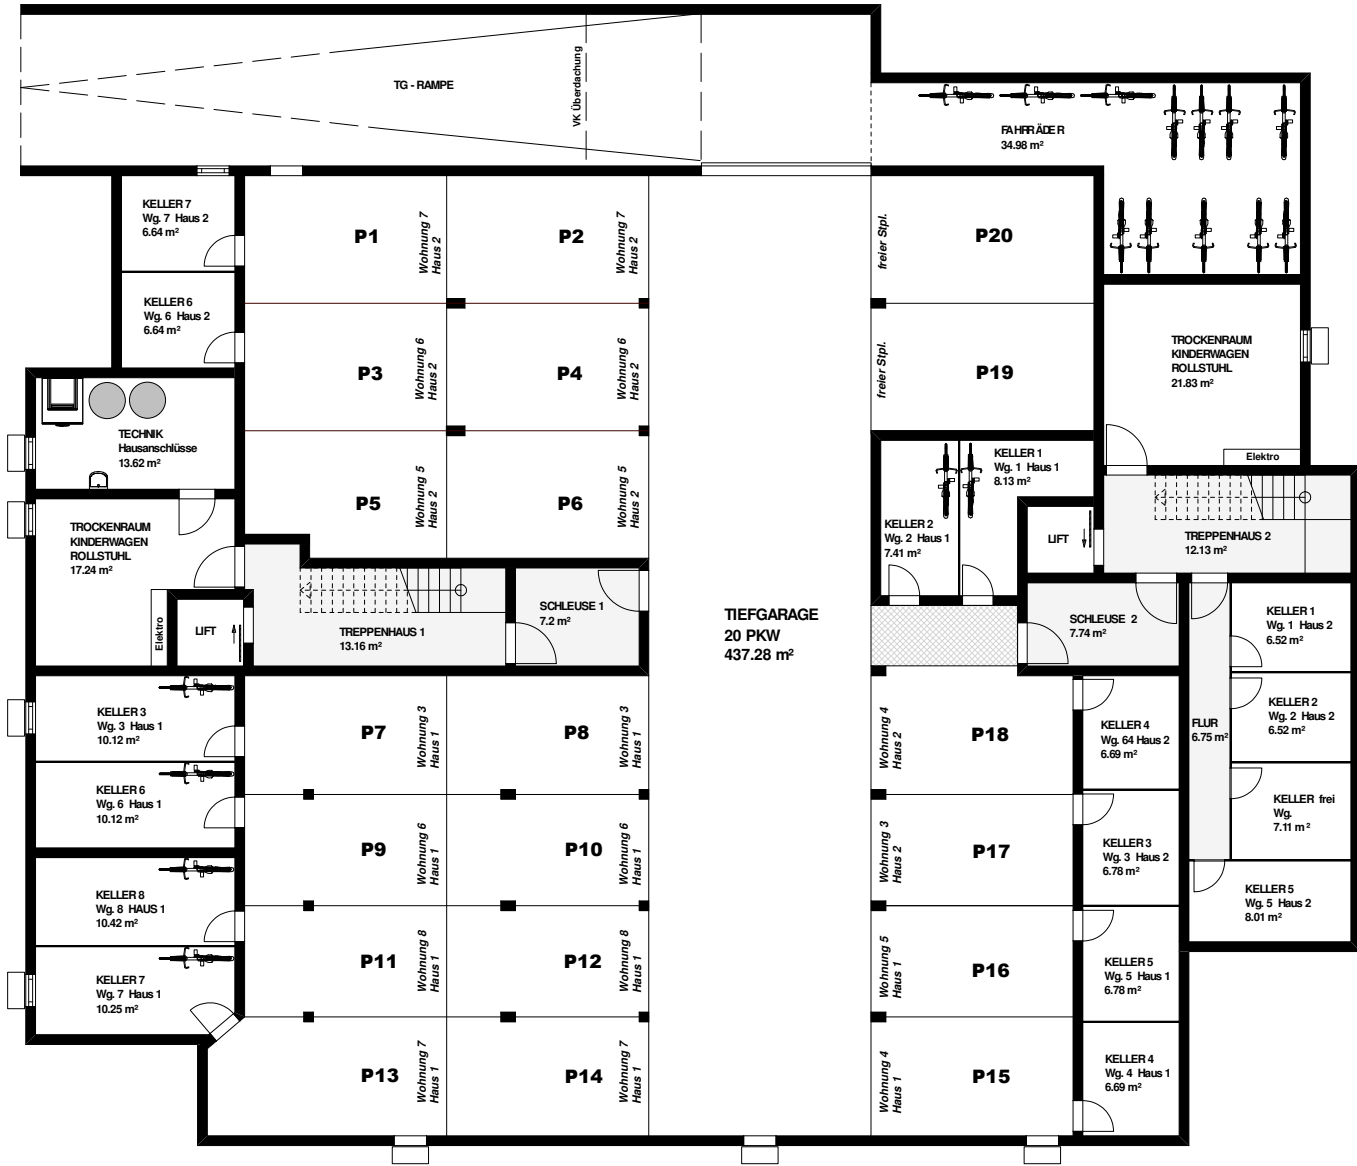 TG - RAMPE
VK Überdachung
FAHRRÄDER
34.98 m²
KELLER 7
Wg. 7 Haus 2
6.64 m²
P1
Wohnung 7
Haus 2
P2
Wohnung 7
Haus 2
freier Stpl.
P20
KELLER 6
Wg. 6 Haus 2
6.64 m²
P3
Wohnung 6
Haus 2
P4
Wohnung 6
Haus 2
freier Stpl.
P19
TROCKENRAUM
KINDERWAGEN
ROLLSTUHL
21.83 m²
Elektro
TECHNIK
Hausanschlüsse
13.62 m²
P5
Wohnung 5
Haus 2
P6
Wohnung 5
Haus 2
KELLER 1
Wg. 1 Haus 1
8.13 m²
KELLER 2
Wg. 2 Haus 1
7.41 m²
LIFT
TREPPENHAUS 2
12.13 m²
TROCKENRAUM
KINDERWAGEN
ROLLSTUHL
17.24 m²
Elektro
LIFT
TREPPENHAUS 1
13.16 m²
SCHLEUSE 1
7.2 m²
TIEFGARAGE
20 PKW
437.28 m²
SCHLEUSE 2
7.74 m²
KELLER 1
Wg. 1 Haus 2
6.52 m²
KELLER 3
Wg. 3 Haus 1
10.12 m²
P7
Wohnung 3
Haus 1
P8
Wohnung 3
Haus 1
Wohnung 4
Haus 2
P18
KELLER 4
Wg. 64 Haus 2
6.69 m²
FLUR
6.75 m²
KELLER 2
Wg. 2 Haus 2
6.52 m²
KELLER 6
Wg. 6 Haus 1
10.12 m²
P9
Wohnung 6
Haus 1
P10
Wohnung 6
Haus 1
Wohnung 3
Haus 2
P17
KELLER 3
Wg. 3 Haus 2
6.78 m²
KELLER frei
Wg.
7.11 m²
KELLER 8
Wg. 8 HAUS 1
10.42 m²
KELLER 5
Wg. 5 Haus 2
8.01 m²
P11
Wohnung 8
Haus 1
P12
Wohnung 8
Haus 1
Wohnung 5
Haus 1
P16
KELLER 5
Wg. 5 Haus 1
6.78 m²
KELLER 7
Wg. 7 Haus 1
10.25 m²
P13
Wohnung 7
Haus 1
P14
Wohnung 7
Haus 1
Wohnung 4
Haus 1
P15
KELLER 4
Wg. 4 Haus 1
6.69 m²